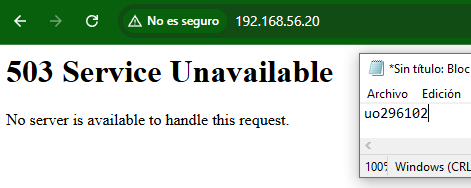 No es seguro
192.168.56.20
503 Service Unavailable
No server is available to handle this request.
*Sin título: Bloc
Archivo
Edición
uo296102
100%
Windows (CRL